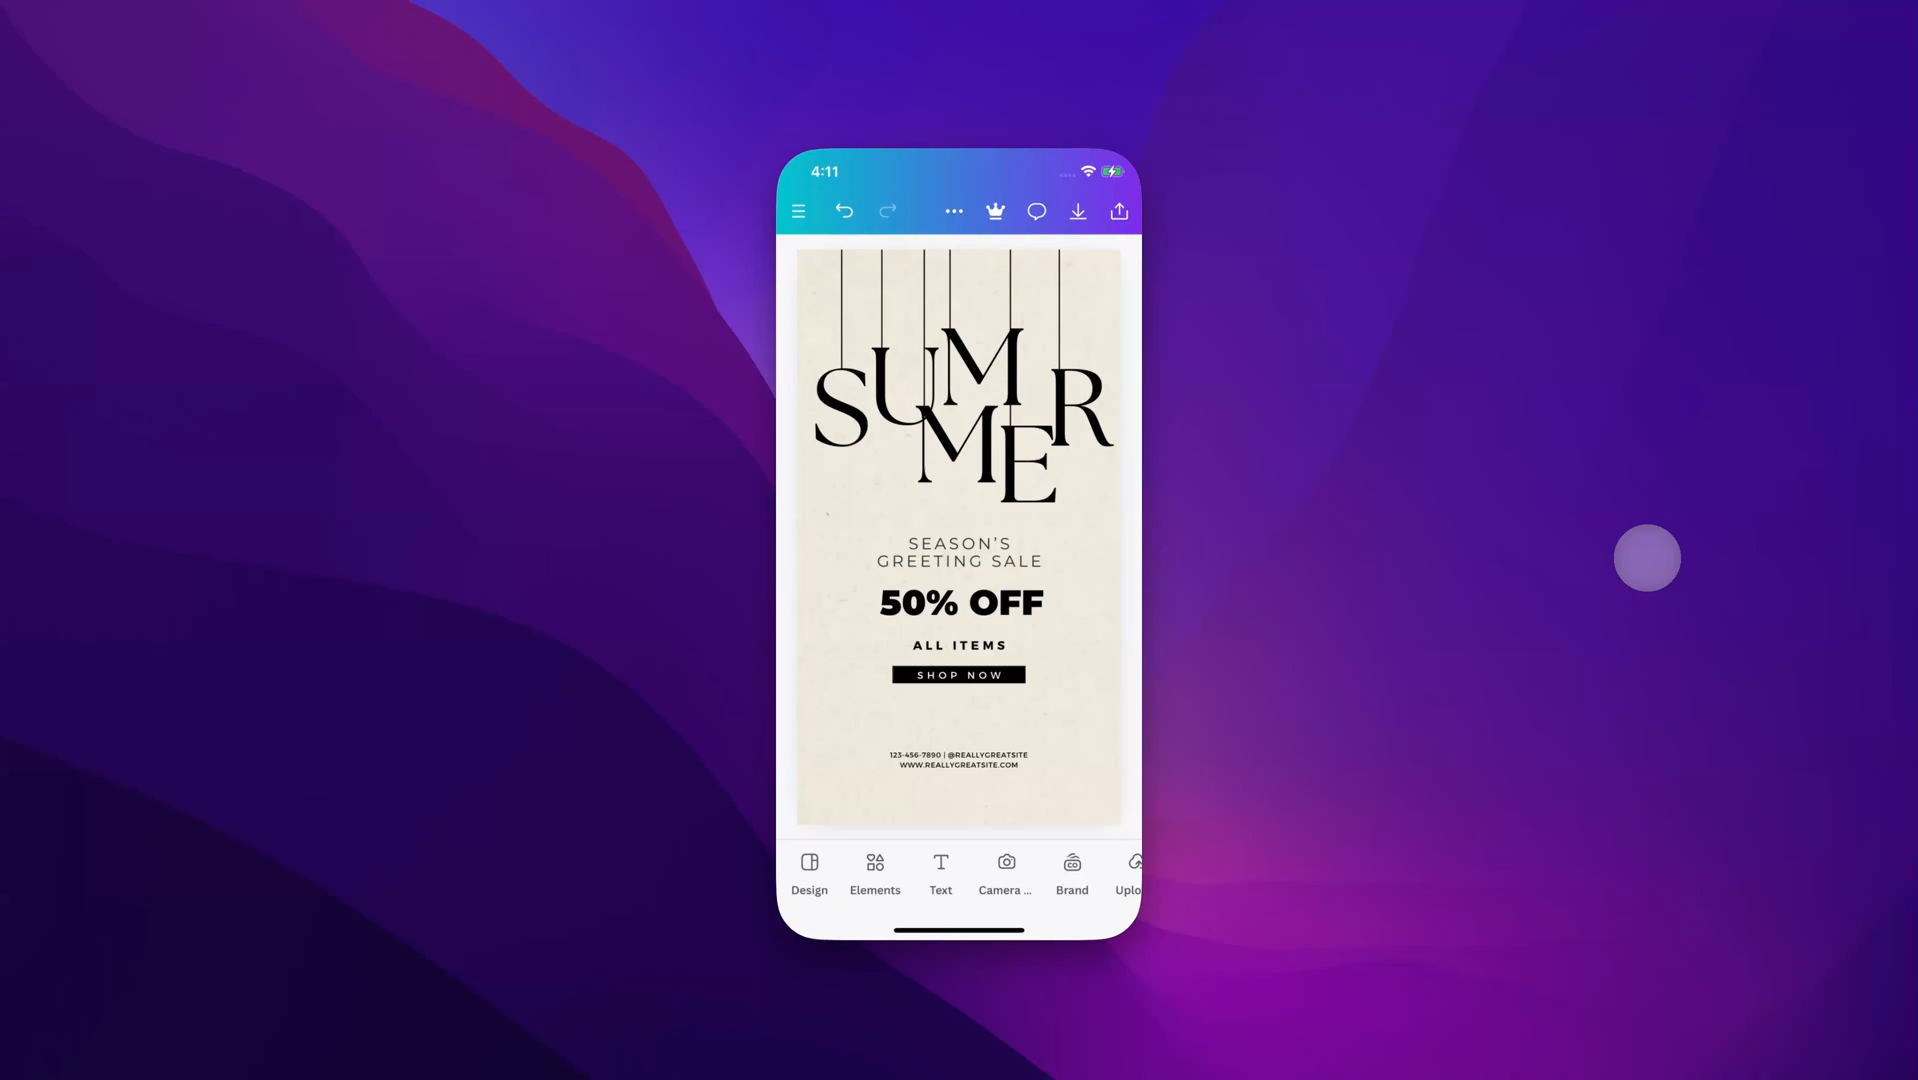 4:11
SUMMER
SEASON'S
GREETING SALE
50% OFF
ALL ITEMS
SHOP NOW
123-456-7890 | @REALLYGREATSITE
WWW.REALLYGREATSITE.COM
Design Elements Text Camera ... Brand Uplo